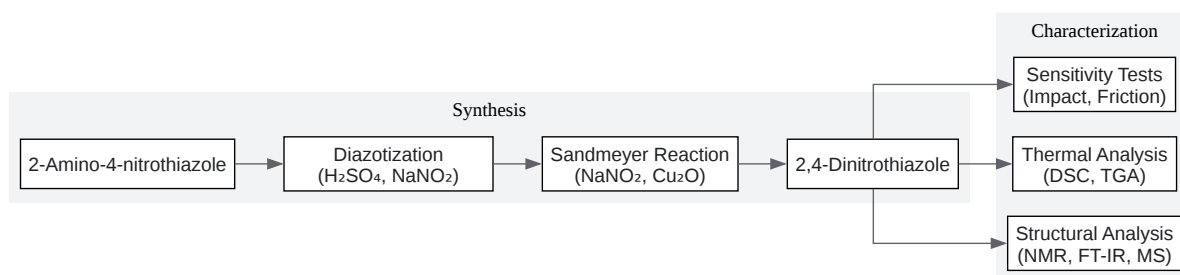 Characterization
Sensitivity Tests
(Impact, Friction)
Synthesis
2-Amino-4-nitrothiazole
Diazotization
(H₂SO₄, NaNO₂)
Sandmeyer Reaction
(NaNO₂, Cu₂O)
2,4-Dinitrothiazole
Thermal Analysis
(DSC, TGA)
Structural Analysis
(NMR, FT-IR, MS)